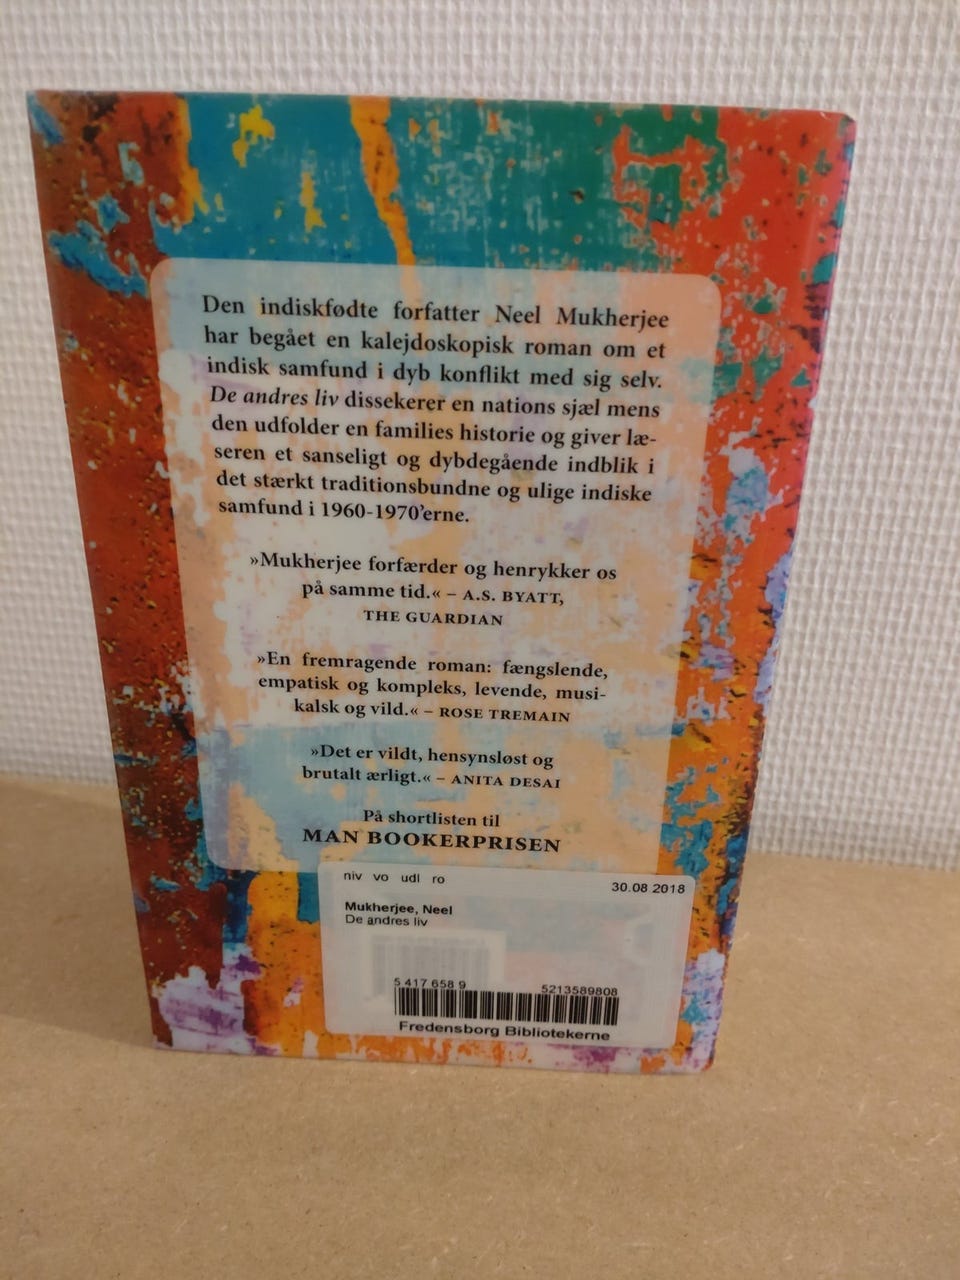 Den indiskfødte forfatter Neel Mukherjee
har begået en kalejdoskopisk roman om et
indisk samfund i dyb konflikt med sig selv.
De andres liv dissekerer en nations sjæl mens
den udfolder en families historie og giver læ-
seren et sanseligt og dybdegående indblik i
det stærkt traditionsbundne og ulige indiske
samfund i 1960-1970'erne.
»Mukherjee forfærder og henrykker os
på samme tid.« – A.S. BYATT,
THE GUARDIAN
»En fremragende roman: fængslende,
empatisk og kompleks, levende, musi-
kalsk og vild.« – ROSE TREMAIN
»Det er vildt, hensynsløst og
brutalt ærligt.« – ANITA DESAI
På shortlisten til
MAN BOOKERPRISEN
niv vo udl ro
30.08.2018
Mukherjee, Neel
De andres liv
5 417 658 9 5213589808
Fredensborg Bibliotekerne